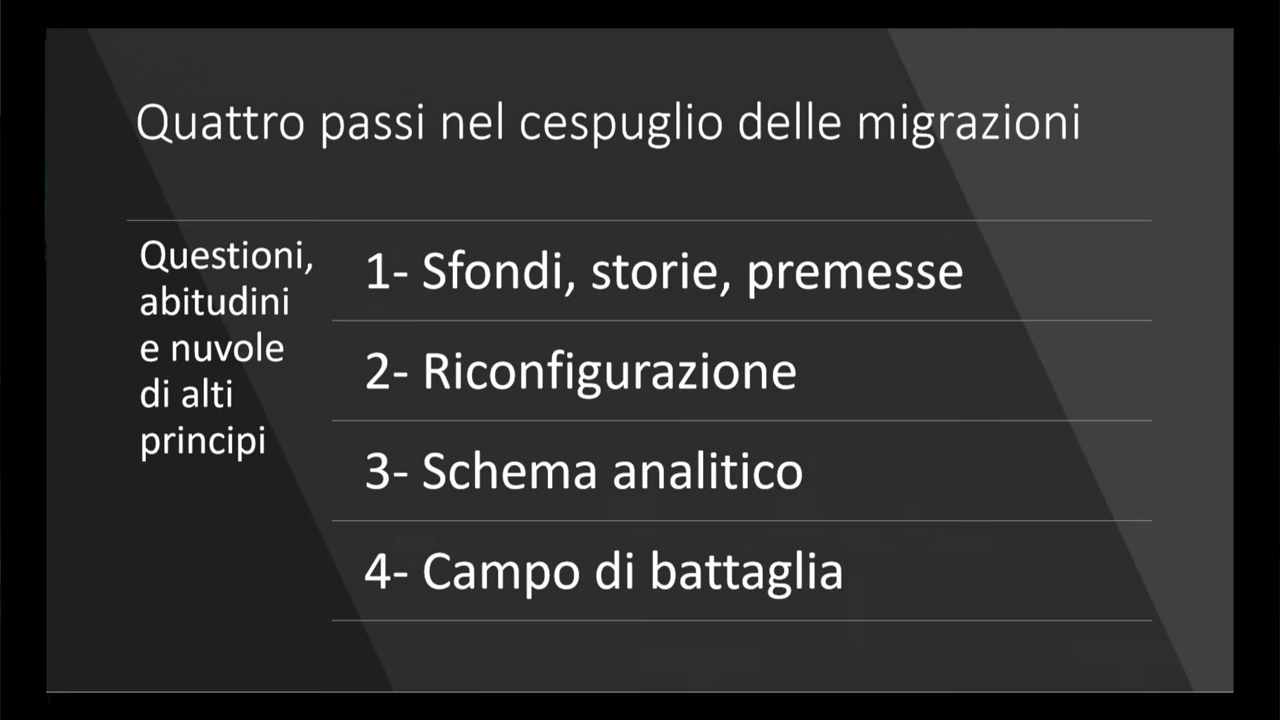 Quattro passi nel cespuglio delle migrazioni
Questioni,
abitudini
e nuvole
di alti
principi
1- Sfondi, storie, premesse
2- Riconfigurazione
3- Schema analitico
4- Campo di battaglia